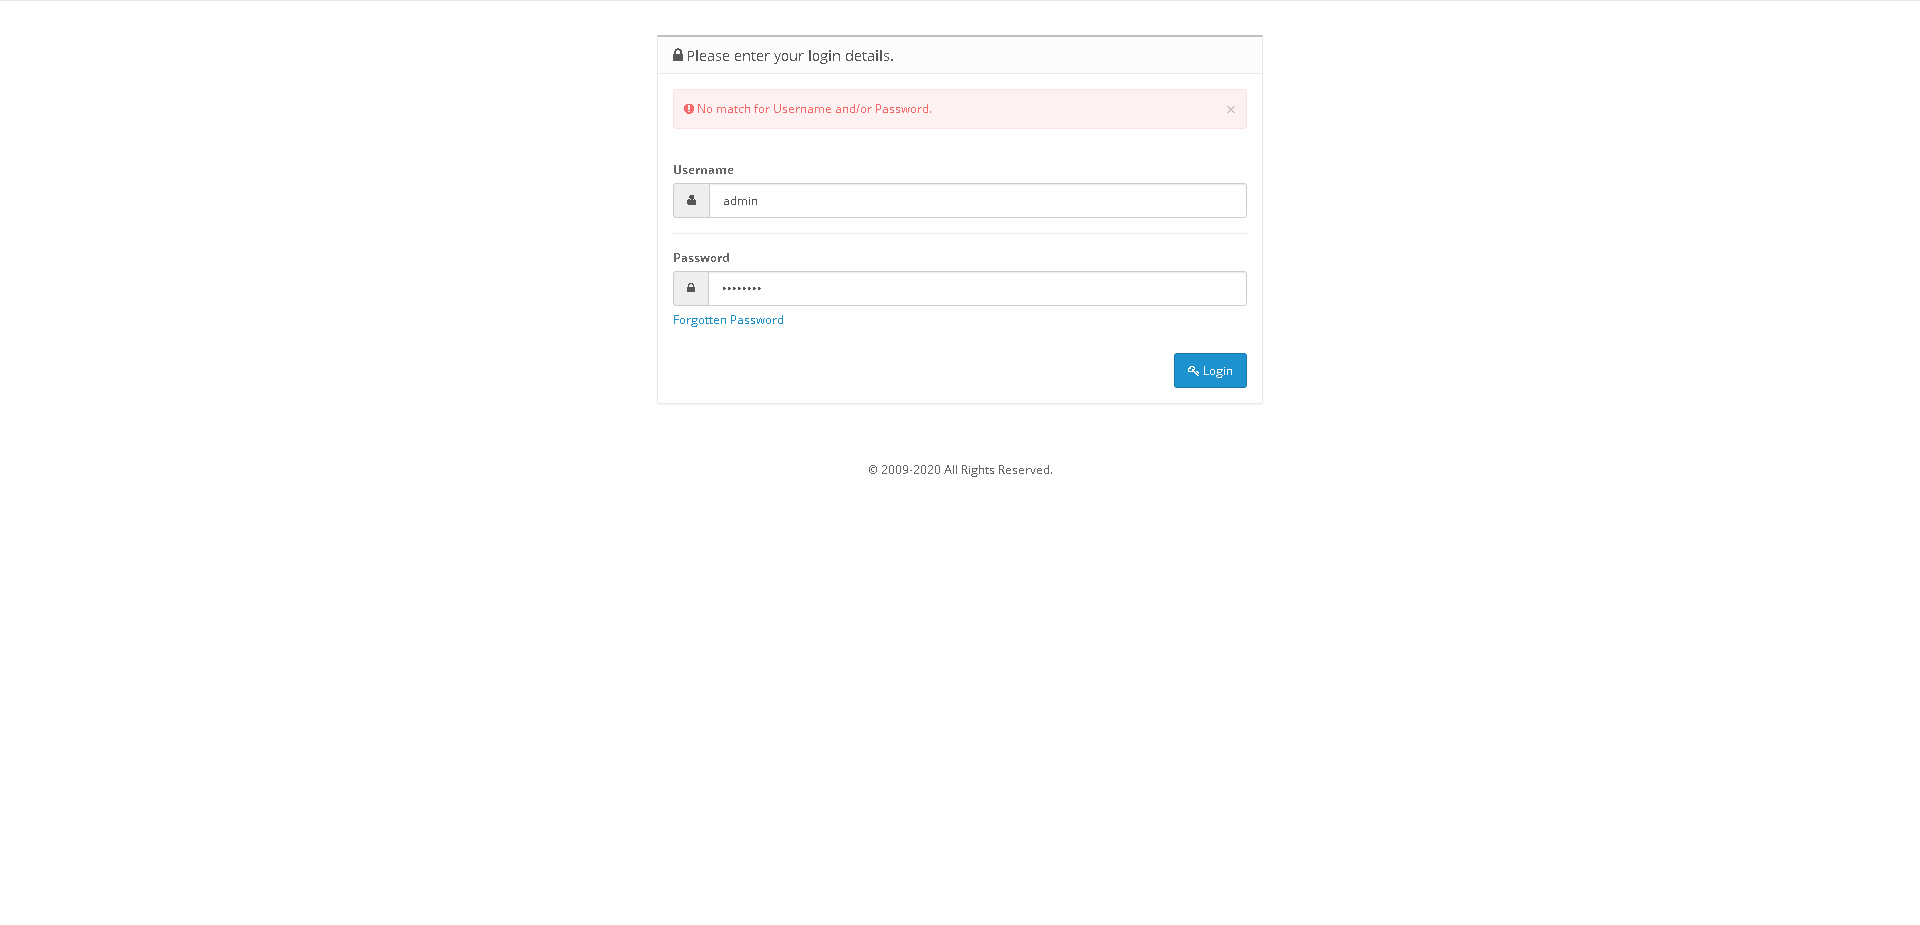 Please enter your login details.
No match for Username and/or Password.
×
Username
admin
Password
••••••••
Forgotten Password
Login
© 2009-2020 All Rights Reserved.